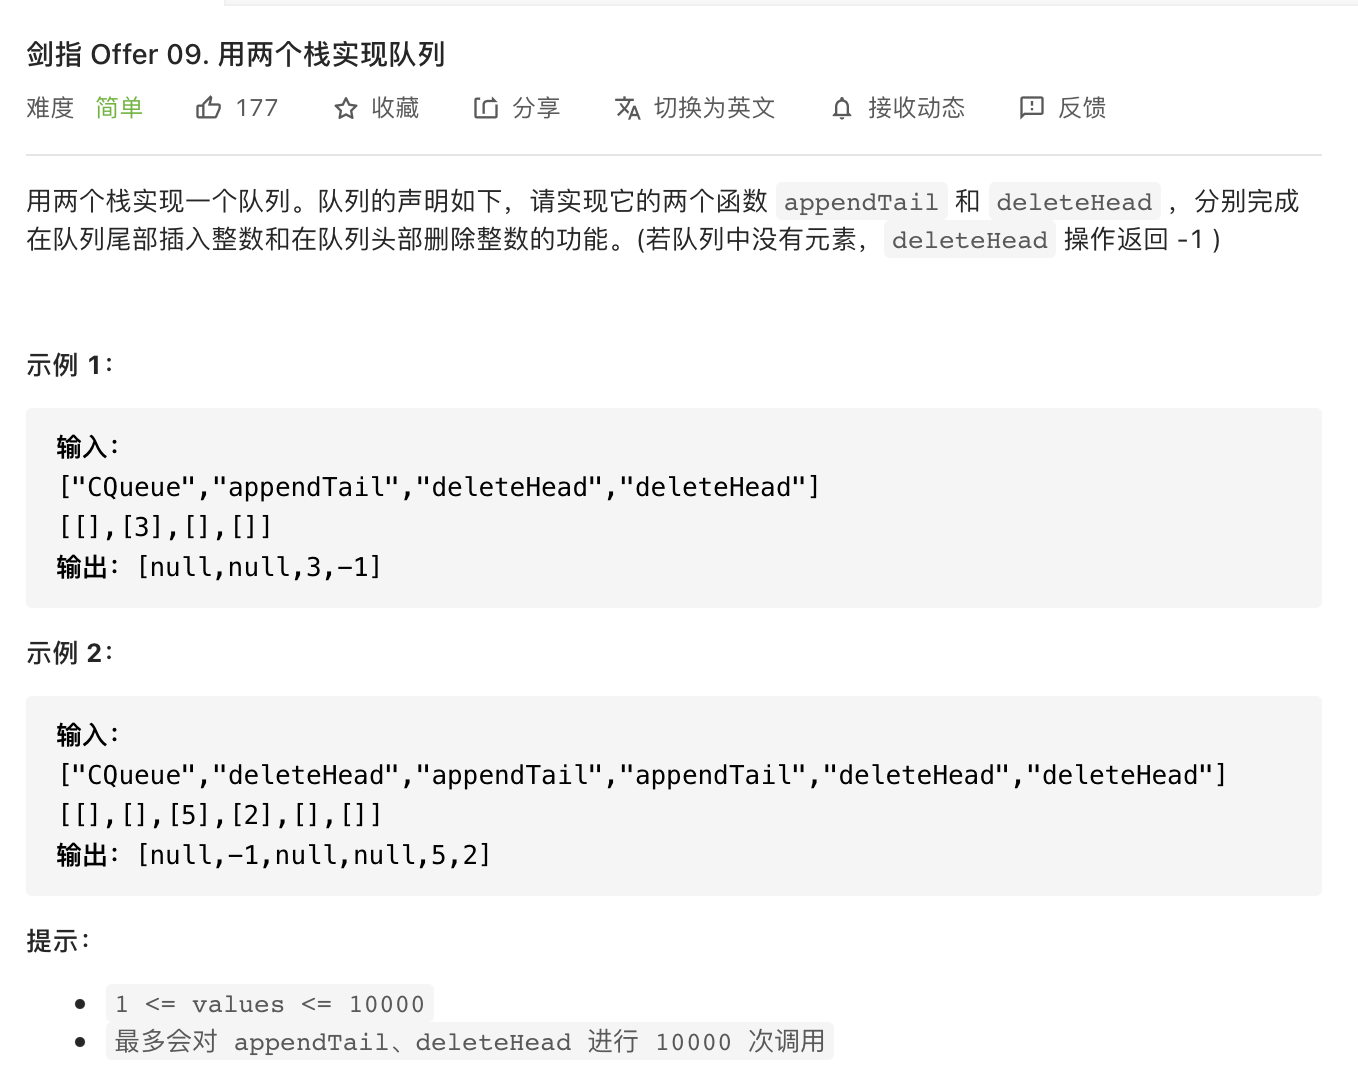 剑指 Offer 09. 用两个栈实现队列
难度 简单 177 收藏 分享 切换为英文 接收动态 反馈
用两个栈实现一个队列。队列的声明如下，请实现它的两个函数 appendTail 和 deleteHead ，分别完成
在队列尾部插入整数和在队列头部删除整数的功能。(若队列中没有元素， deleteHead 操作返回 -1 )
示例 1：
输入：
["CQueue","appendTail","deleteHead","deleteHead"]
[[],[3],[],[]]
输出：[null,null,3,-1]
示例 2：
输入：
["CQueue","deleteHead","appendTail","appendTail","deleteHead","deleteHead"]
[[],[],[5],[2],[],[]]
输出：[null,-1,null,null,5,2]
提示：
• 1 <= values <= 10000
• 最多会对 appendTail、deleteHead 进行 10000 次调用